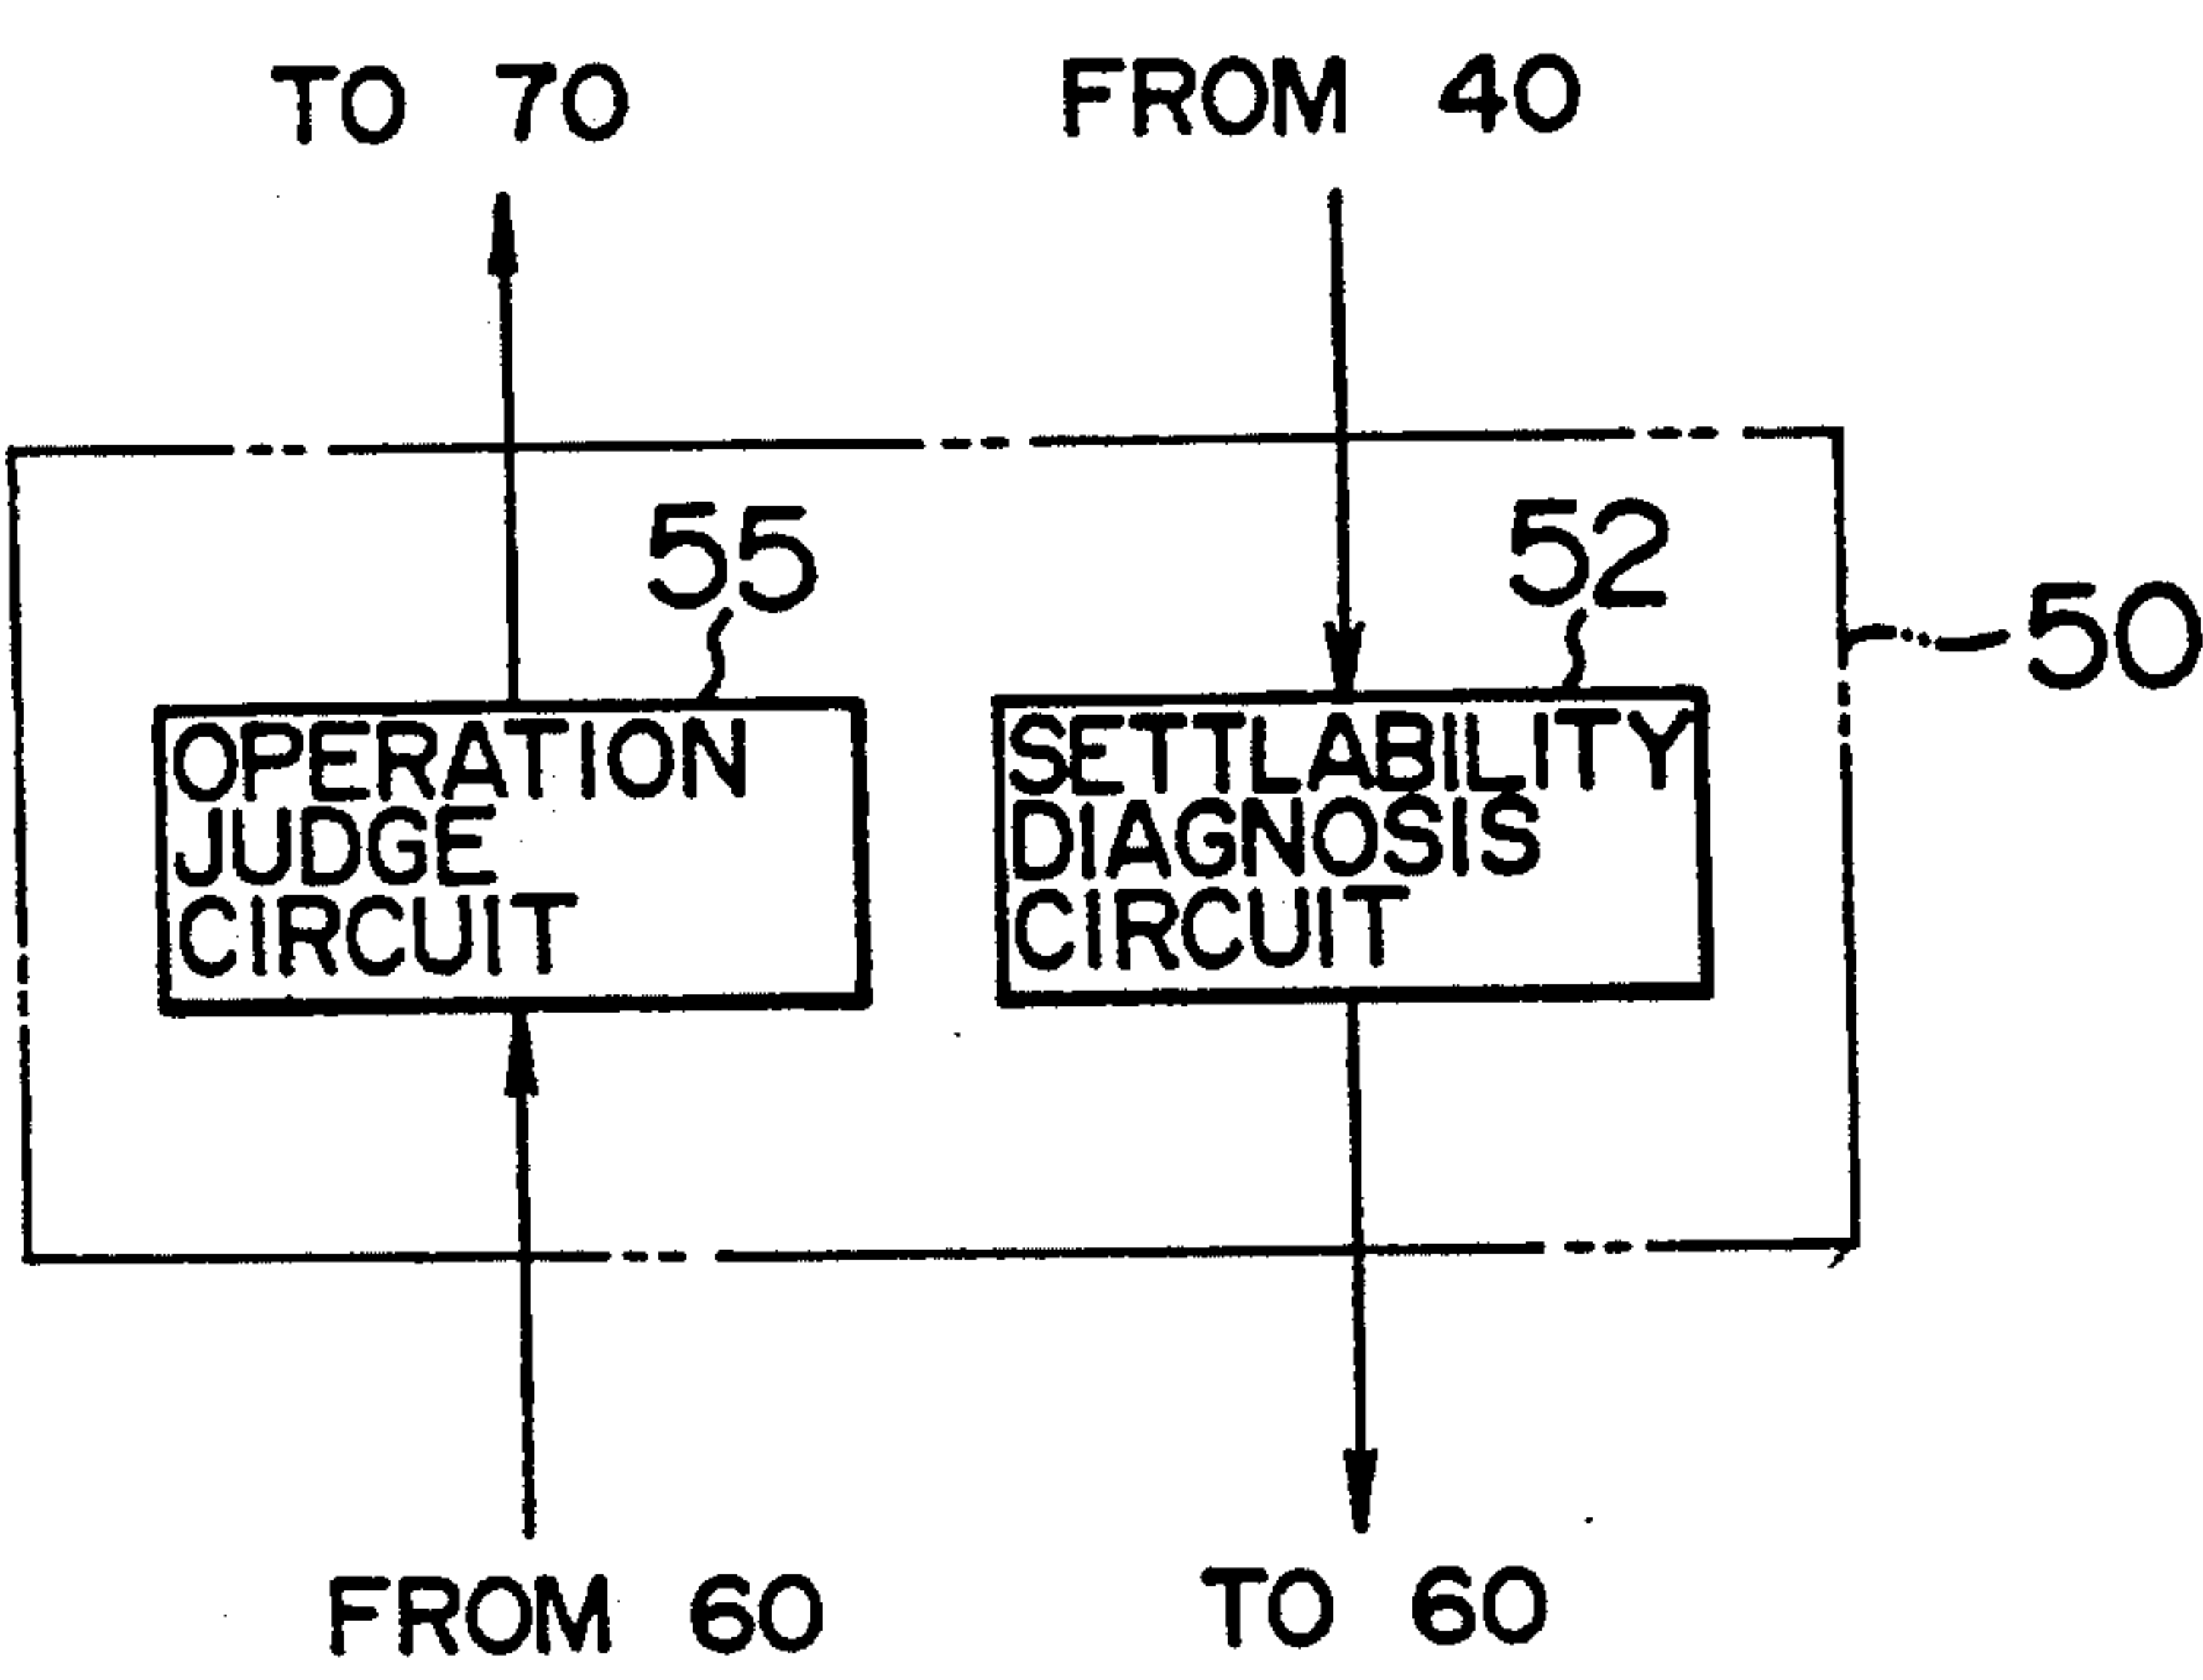 TO 70
FROM 40
55
52
50
OPERATION
JUDGE
CIRCUIT
SETTLABILITY
DIAGNOSIS
CIRCUIT
FROM 60
TO 60